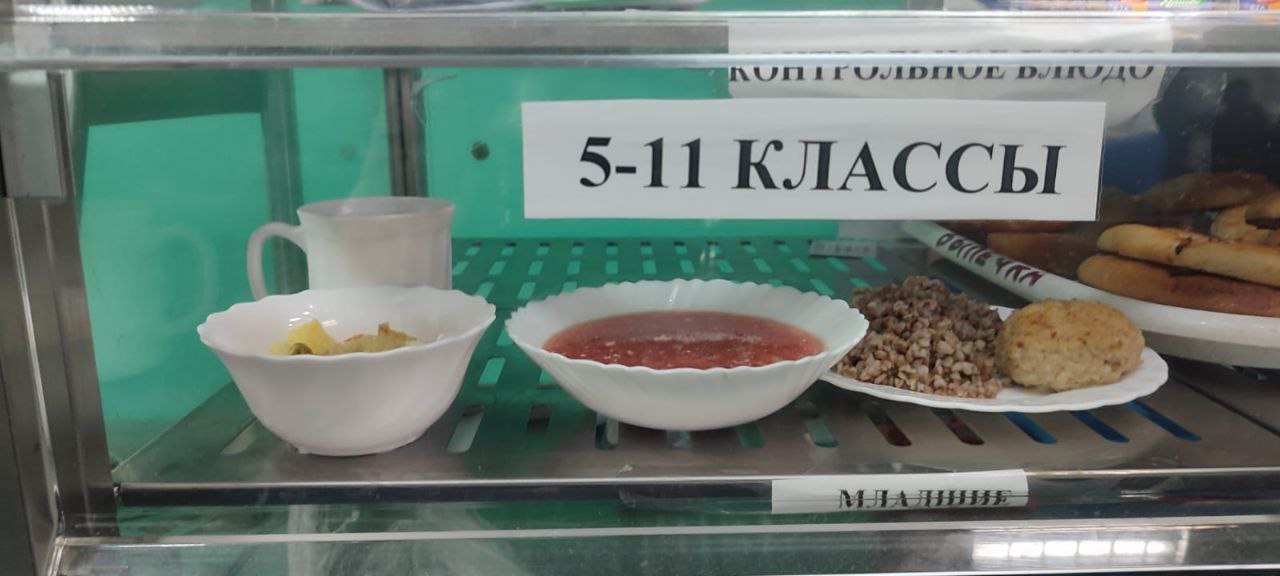 КОНТРОЛЬНОЕ БЛЮДО
5-11 КЛАССЫ
МЛАДШИЕ